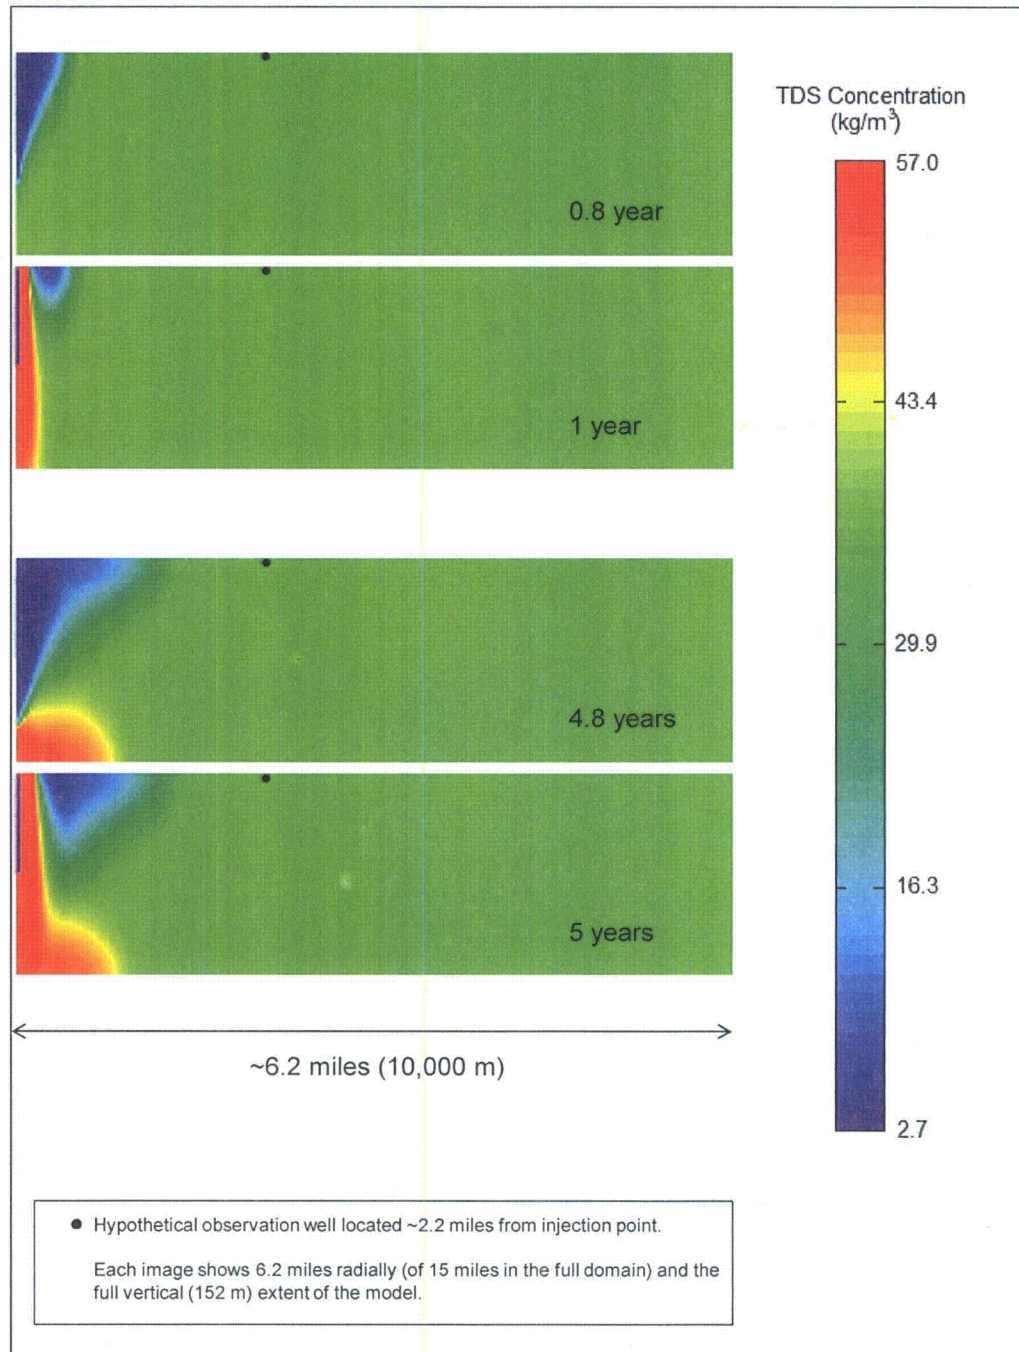 TDS Concentration
(kg/m³)
57.0
0.8 year
43.4
1 year
29.9
4.8 years
16.3
5 years
~6.2 miles (10,000 m)
2.7
● Hypothetical observation well located ~2.2 miles from injection point.
Each image shows 6.2 miles radially (of 15 miles in the full domain) and the
full vertical (152 m) extent of the model.